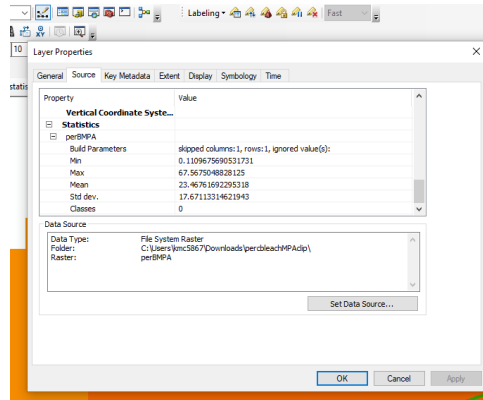 Labeling Fast
10 Layer Properties
statis
General Source Key Metadata Extent Display Symbology Time
Property Value
Vertical Coordinate Syste...
Statistics
perBMPA
Build Parameters skipped columns:1, rows:1, ignored value(s):
Min 0.1109675690531731
Max 67.5675048828125
Mean 23.46761692295318
Std dev. 17.67113314621943
Classes 0
Data Source
Data Type: File System Raster
Folder: C:\Users\kmc5867\Downloads\percbleachMPAclip\
Raster: perBMPA
Set Data Source...
OK Cancel Apply